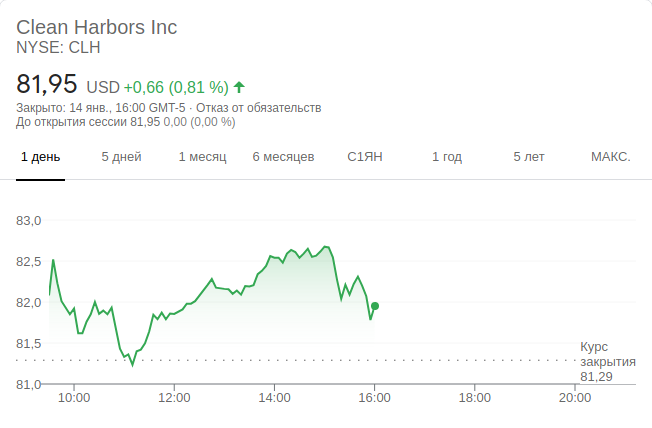 Clean Harbors Inc
NYSE: CLH
81,95 USD +0,66 (0,81 %)
Закрыто: 14 янв., 16:00 GMT-5 · Отказ от обязательств
До открытия сессии 81,95 0,00 (0,00 %)
1 день 5 дней 1 месяц 6 месяцев С1ЯН 1 год 5 лет МАКС.
83,0
82,5
82,0
81,5
Курс
закрытия
81,29
81,0
10:00 12:00 14:00 16:00 18:00 20:00